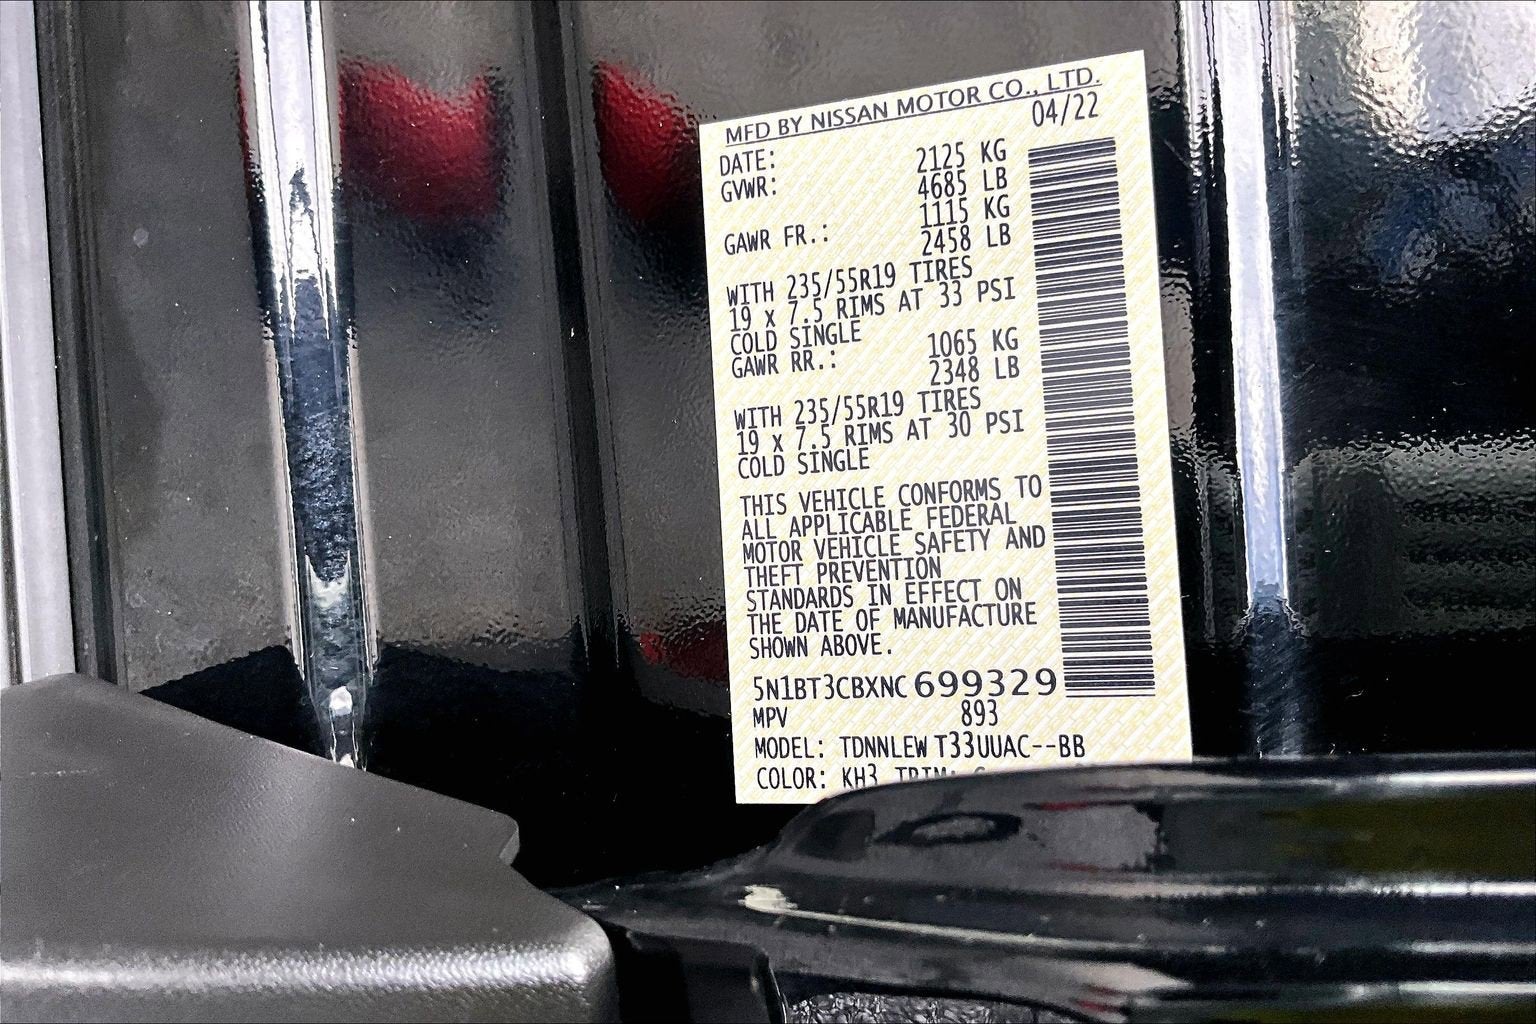 MFD BY NISSAN MOTOR CO., LTD.
DATE: 04/22
GVWR: 2125 KG
4685 LB
GAWR FR.: 1115 KG
2458 LB
WITH 235/55R19 TIRES
19 x 7.5 RIMS AT 33 PSI
COLD SINGLE
GAWR RR.: 1065 KG
2348 LB
WITH 235/55R19 TIRES
19 x 7.5 RIMS AT 30 PSI
COLD SINGLE
THIS VEHICLE CONFORMS TO
ALL APPLICABLE FEDERAL
MOTOR VEHICLE SAFETY AND
THEFT PREVENTION
STANDARDS IN EFFECT ON
THE DATE OF MANUFACTURE
SHOWN ABOVE.
5N1BT3CBXNC699329
MPV 893
MODEL: TDNNLEWT33UUAC--BB
COLOR: KH3 TRIM: